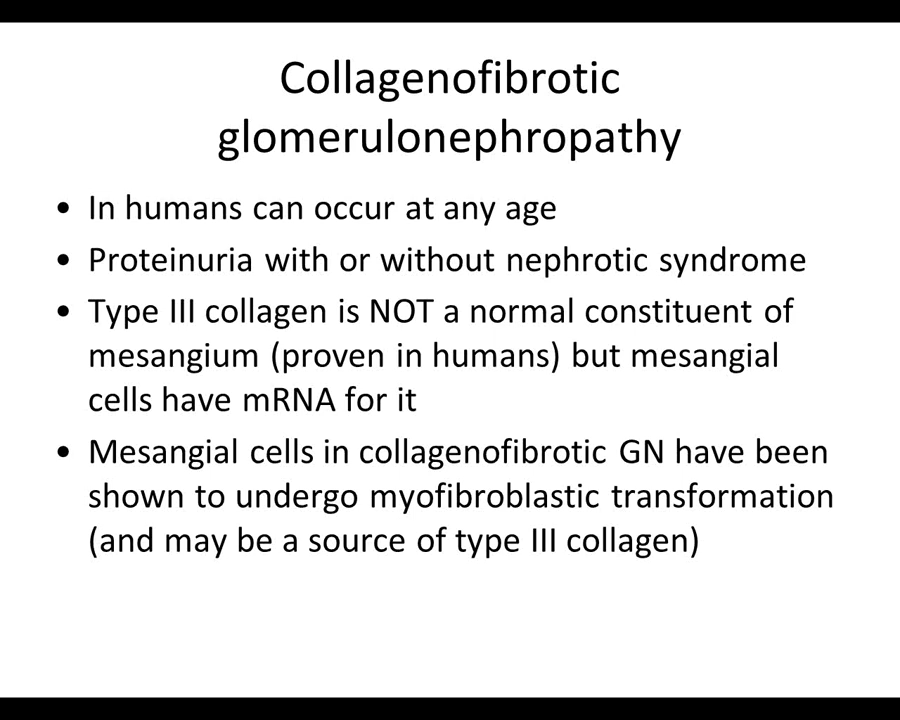 Collagenofibrotic
glomerulonephropathy
• In humans can occur at any age
• Proteinuria with or without nephrotic syndrome
• Type III collagen is NOT a normal constituent of
mesangium (proven in humans) but mesangial
cells have mRNA for it
• Mesangial cells in collagenofibrotic GN have been
shown to undergo myofibroblastic transformation
(and may be a source of type III collagen)